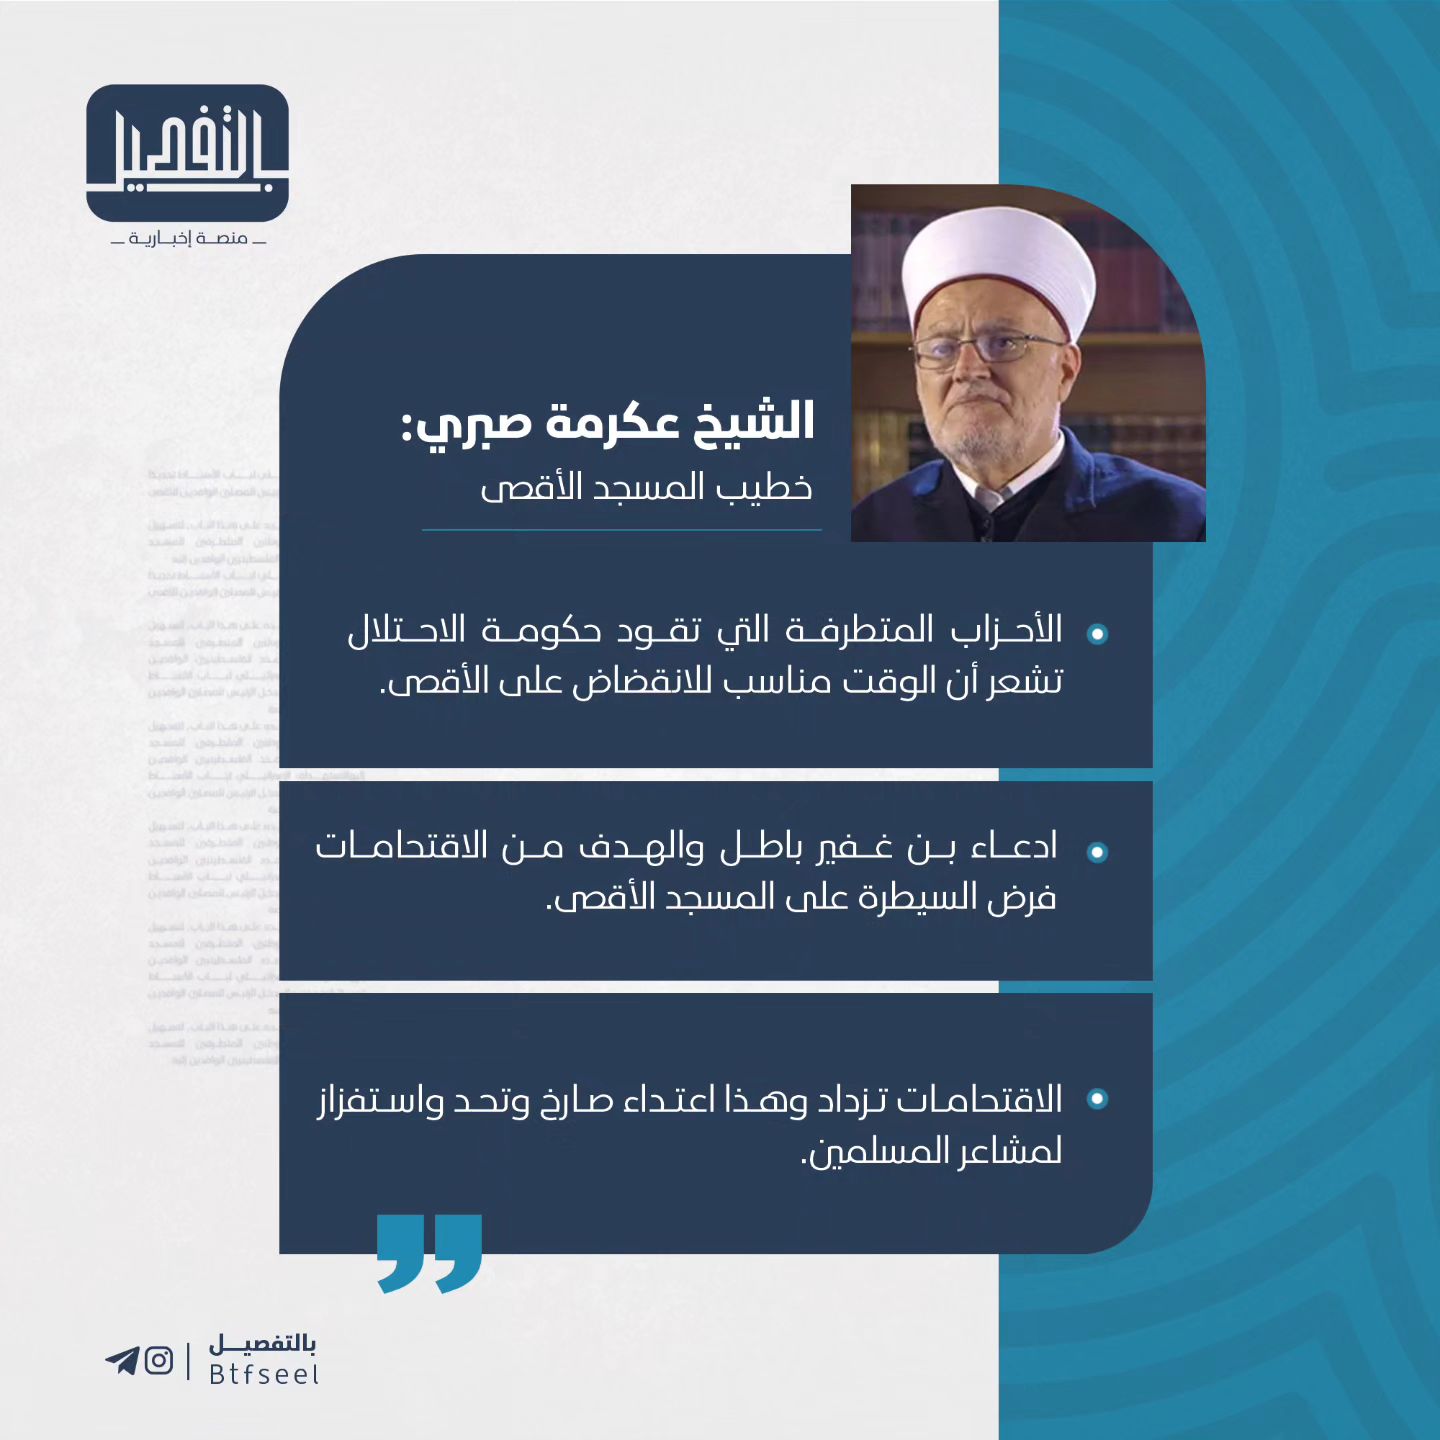 بالتفصيل
منصة إخبارية
الشيخ عكرمة صبري:
خطيب المسجد الأقصى
الأحزاب المتطرفة التي تقود حكومة الاحتلال
تشعر أن الوقت مناسب للانقضاض على الأقصى.
ادعاء بن غفير باطل والهدف من الاقتحامات
فرض السيطرة على المسجد الأقصى.
الاقتحامات تزداد وهذا اعتداء صارخ وتحد واستفزاز
لمشاعر المسلمين.
بالتفصيل
Btfseel